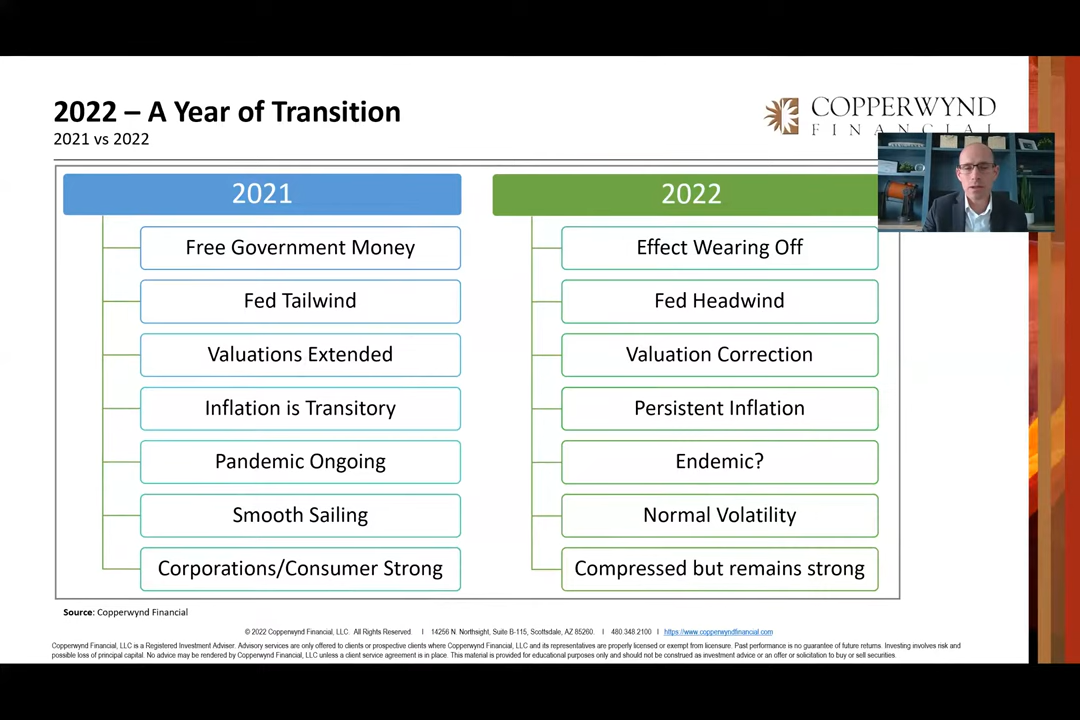 2022 – A Year of Transition
2021 vs 2022
COPPERWYND
FINANCIAL
2021
2022
Free Government Money
Effect Wearing Off
Fed Tailwind
Fed Headwind
Valuations Extended
Valuation Correction
Inflation is Transitory
Persistent Inflation
Pandemic Ongoing
Endemic?
Smooth Sailing
Normal Volatility
Corporations/Consumer Strong
Compressed but remains strong
Source: Copperwynd Financial
© 2022 Copperwynd Financial, LLC. All Rights Reserved. | 14256 N. Northsight, Suite B-115, Scottsdale, AZ 85260. | 480.348.2100 | https://www.copperwyndfinancial.com
Copperwynd Financial, LLC is a Registered Investment Adviser. Advisory services are only offered to clients or prospective clients where Copperwynd Financial, LLC and its representatives are properly licensed or exempt from licensure. Past performance is no guarantee of future returns. Investing involves risk and
possible loss of principal capital. No advice may be rendered by Copperwynd Financial, LLC unless a client service agreement is in place. This material is provided for educational purposes only and should not be construed as investment advice or an offer or solicitation to buy or sell securities.